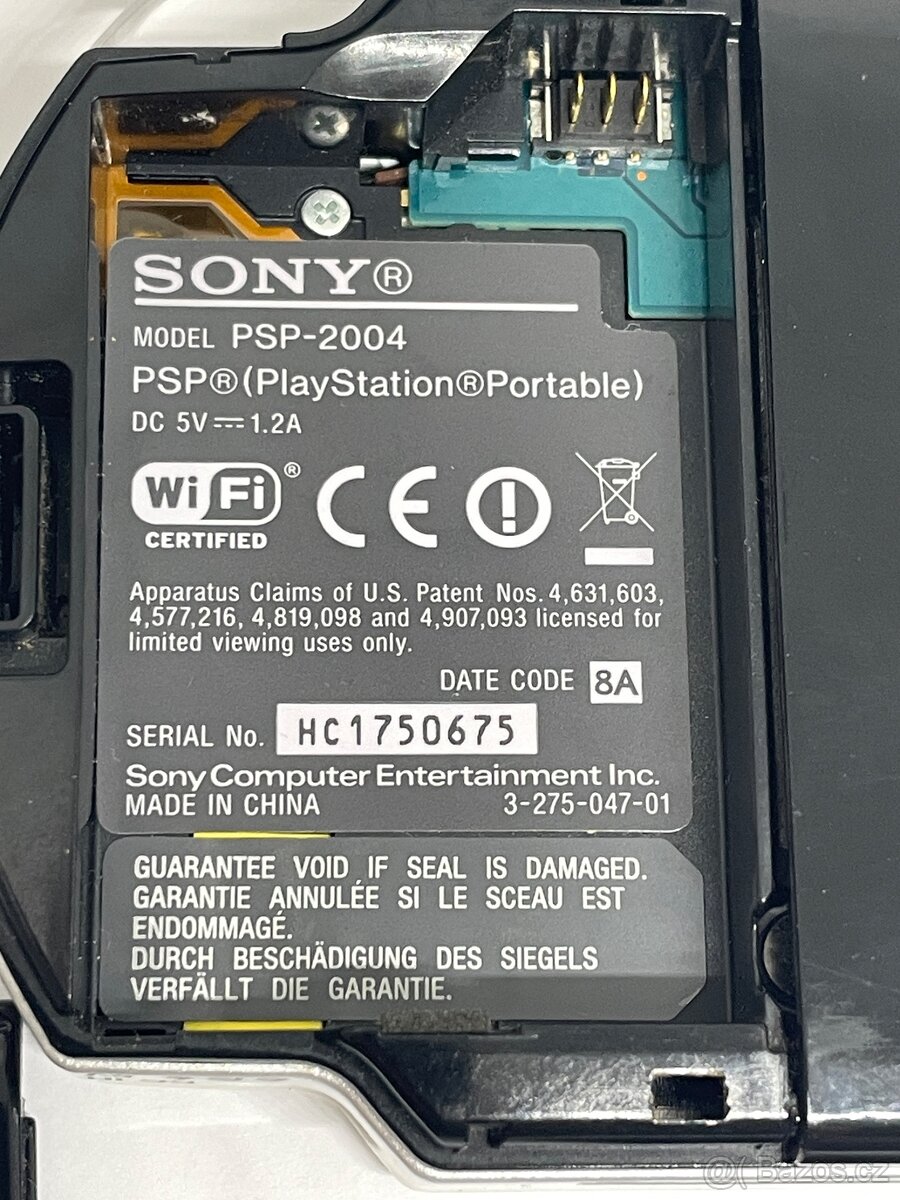 SONY®
MODEL PSP-2004
PSP®(PlayStation®Portable)
DC 5V⎓1.2A
Wi Fi ®
CERTIFIED
CE
Apparatus Claims of U.S. Patent Nos. 4,631,603,
4,577,216, 4,819,098 and 4,907,093 licensed for
limited viewing uses only.
DATE CODE 8A
SERIAL No. HC1750675
Sony Computer Entertainment Inc.
MADE IN CHINA 3-275-047-01
GUARANTEE VOID IF SEAL IS DAMAGED.
GARANTIE ANNULÉE SI LE SCEAU EST
ENDOMMAGÉ.
DURCH BESCHÄDIGUNG DES SIEGELS
VERFÄLLT DIE GARANTIE.
Bazos.cz